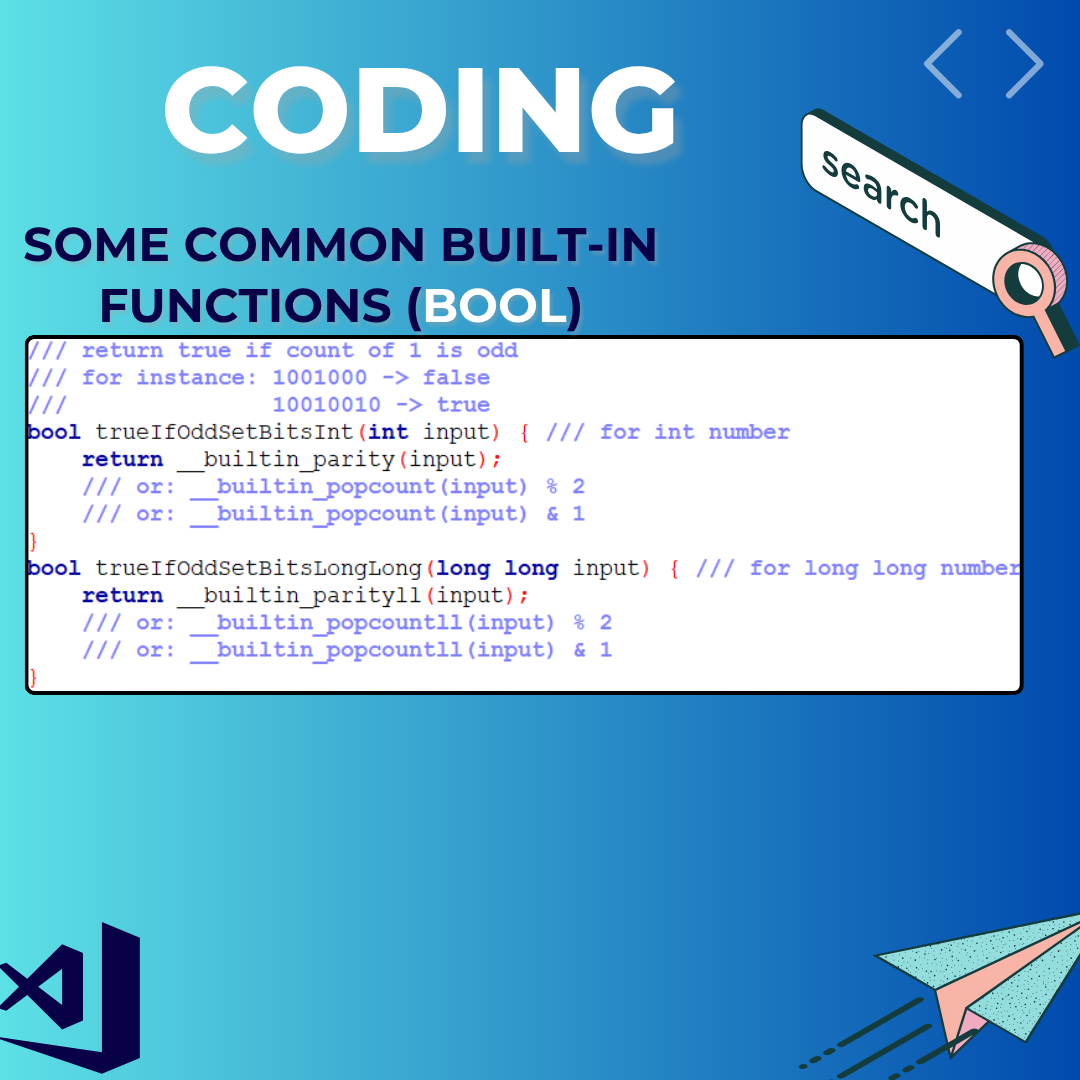 CODING
search
SOME COMMON BUILT-IN
FUNCTIONS (BOOL)
/// return true if count of 1 is odd
/// for instance: 1001000 -> false
///               10010010 -> true
bool trueIfOddSetBitsInt(int input) { /// for int number
    return __builtin_parity(input);
    /// or: __builtin_popcount(input) % 2
    /// or: __builtin_popcount(input) & 1
}
bool trueIfOddSetBitsLongLong(long long input) { /// for long long number
    return __builtin_parityll(input);
    /// or: __builtin_popcountll(input) % 2
    /// or: __builtin_popcountll(input) & 1
}